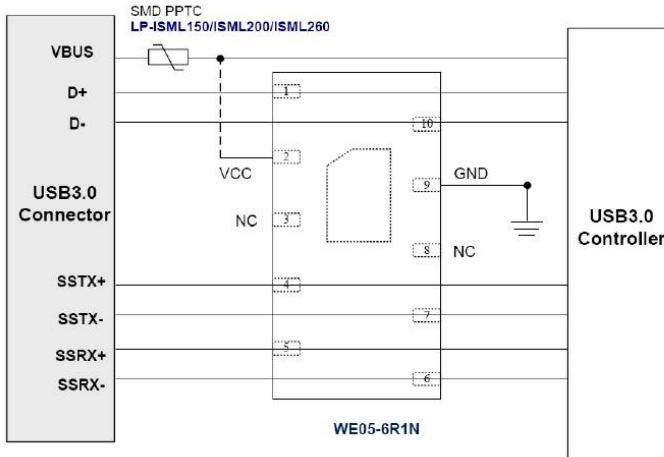 SMD PPTC
LP-ISML150/ISML200/ISML260
VBUS
D+
1
D-
10
2
VCC
9
GND
USB3.0
Connector
NC
3
USB3.0
Controller
8
NC
SSTX+
4
SSTX-
7
SSRX+
5
SSRX-
6
WE05-6R1N